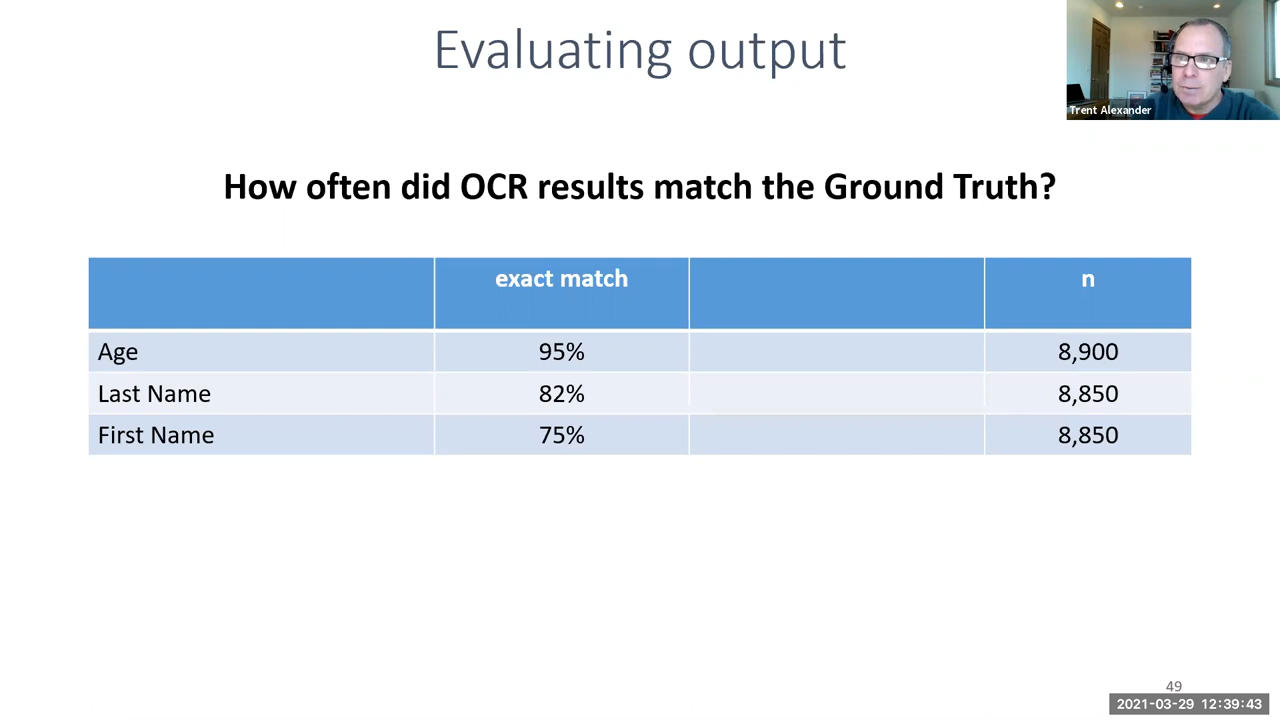 Evaluating output
Trent Alexander
How often did OCR results match the Ground Truth?
exact match n
Age 95% 8,900
Last Name 82% 8,850
First Name 75% 8,850
49
2021-03-29 12:39:43